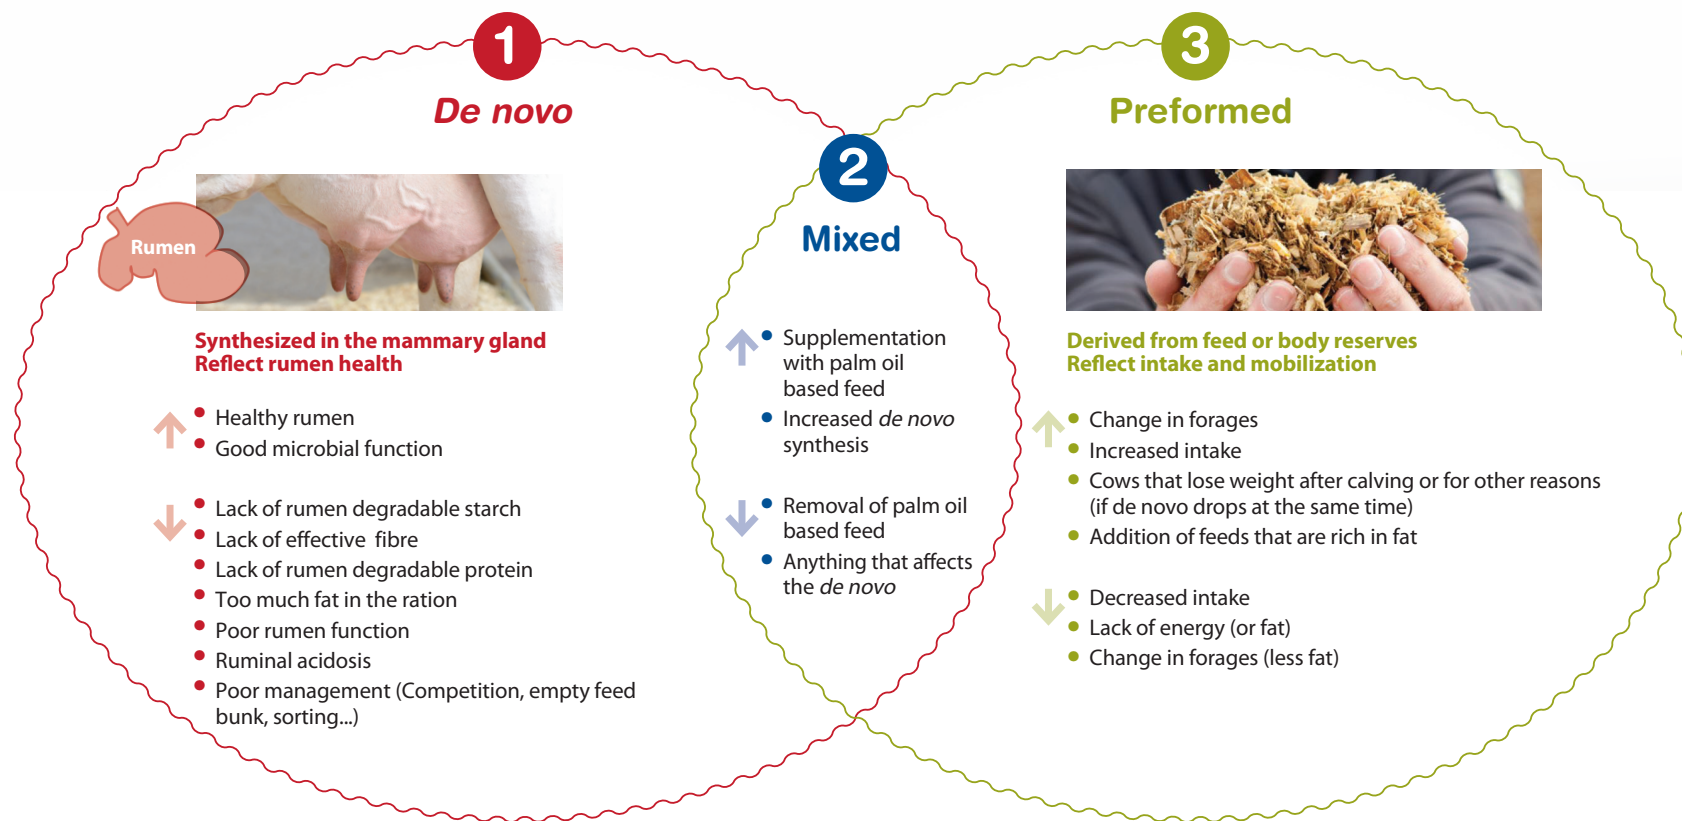 1
De novo
Rumen
Synthesized in the mammary gland
Reflect rumen health
Healthy rumen
Good microbial function
Lack of rumen degradable starch
Lack of effective fibre
Lack of rumen degradable protein
Too much fat in the ration
Poor rumen function
Ruminal acidosis
Poor management (Competition, empty feed
bunk, sorting...)
2
Mixed
Supplementation
with palm oil
based feed
Increased de novo
synthesis
Removal of palm oil
based feed
Anything that affects
the de novo
3
Preformed
Derived from feed or body reserves
Reflect intake and mobilization
Change in forages
Increased intake
Cows that lose weight after calving or for other reasons
(if de novo drops at the same time)
Addition of feeds that are rich in fat
Decreased intake
Lack of energy (or fat)
Change in forages (less fat)